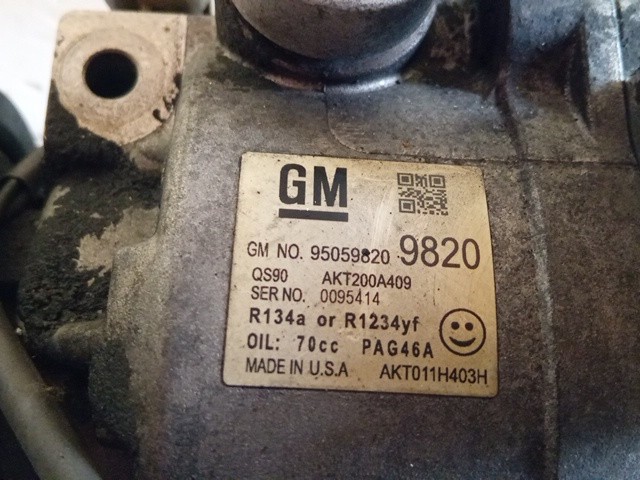 GM
GM NO. 95059820 9820
QS90 AKT200A409
SER NO. 0095414
R134a or R1234yf
OIL: 70cc PAG46A
MADE IN U.S.A AKT011H403H